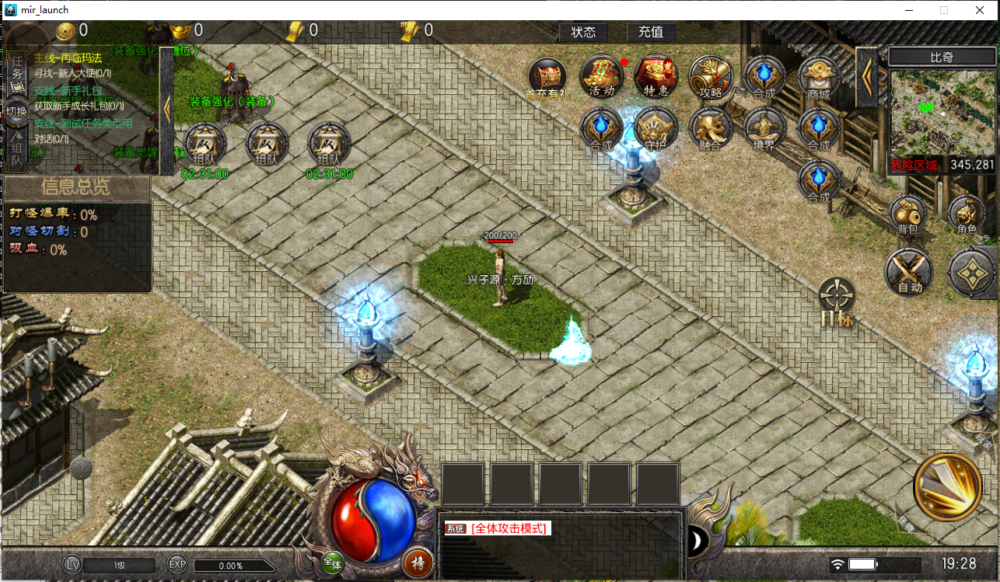 mir_launch
0
0
0
0
状态
充值
任务
切换
组队
主线-再临玛法
寻找-新人大使(0/1)
支线-新手礼包
获取新手成长礼包(0/1)
支线-测试任务类型用
对话(0/1)
装备强化
装备强化（装备）
装备觉醒
组队
02:31:00
组队
组队
02:31:00
首充有礼
活动
特惠
攻略
合成
商城
合成
守护
融合
境界
合成
合成
比奇
危险区域
345,281
背包
角色
自动
目标
信息总览
打怪爆率：0%
对怪切割：0
吸血：0%
200/200
兴子源·方劢
系统
[全体攻击模式]
全体
榜
LV
1级
EXP
0.00%
19:28